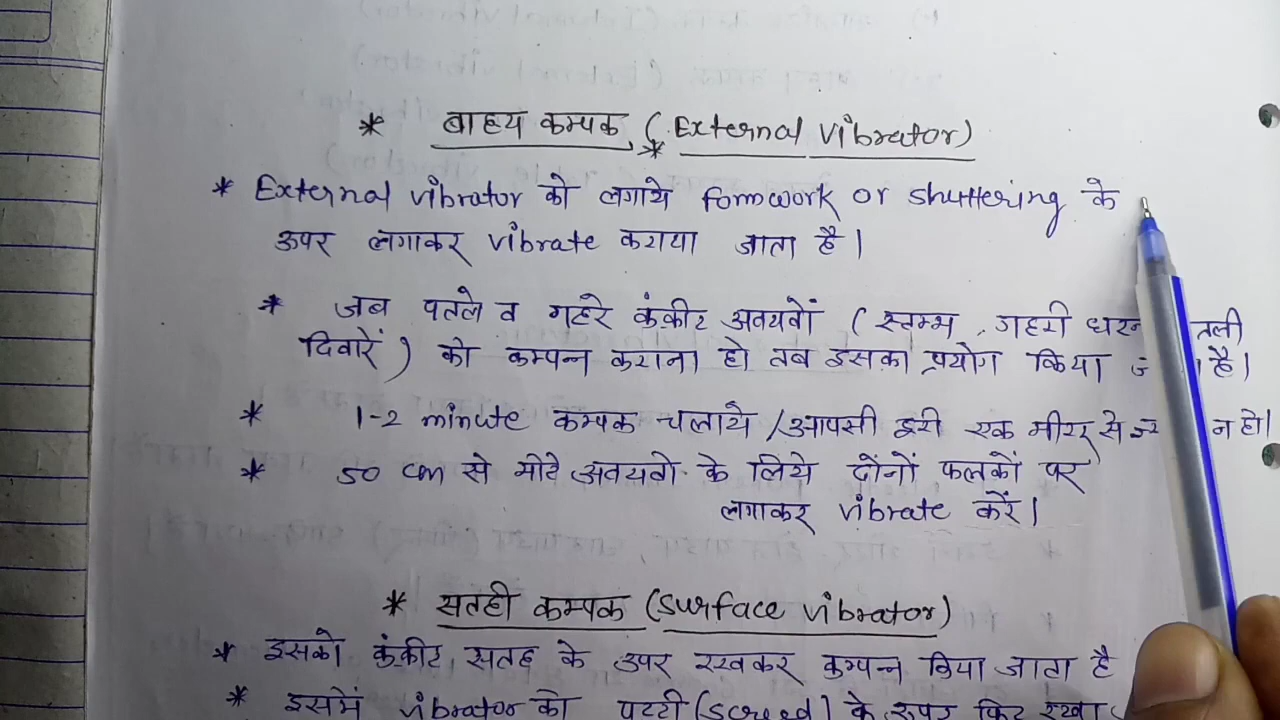 * बाहय कम्पक (External Vibrator)
* External vibrator को लगाये formwork or shuttering के
ऊपर लगाकर vibrate कराया जाता है।
* जब पतले व गहरे कंक्रीट अवयवों ( स्तम्भ , गहरी
दिवारें ) को कम्पन्न कराना हो तब इसका प्रयोग किया है।
* 1-2 minute कम्पक चलाये / आपसी दूरी एक मीटर से न हो।
* 50 cm से मोटे अवयवो के लिये दोंनों फलकों पर
लगाकर vibrate करें।
* सतही कम्पक (Surface Vibrator)
* इसको कंक्रीट सतह के उपर रखकर कम्पन्न किया जाता है
* इसमें vibrator को पट्टी (screed) के ऊपर फिट रखा